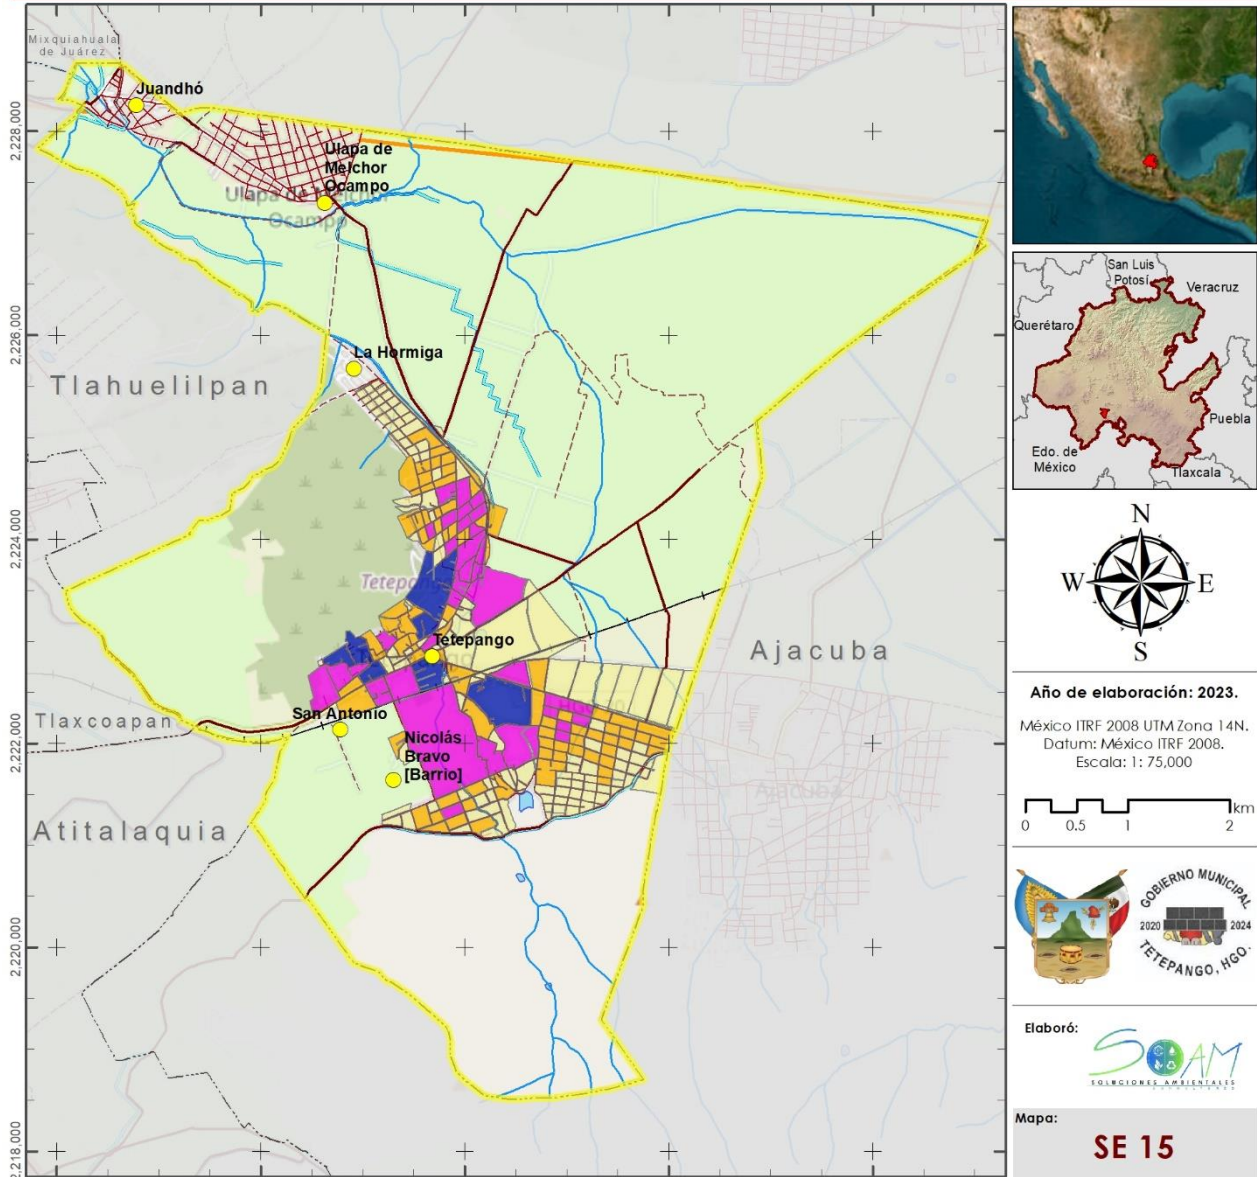 Mixquiahuala
de Juárez
Juandhó
2,228,000
Ulapa de
Melchor
Ocampo
Ulapa de Melchor
Ocampo
2,226,000
La Hormiga
Tlahuelilpan
2,224,000
Tetepango
Tetepango
Ajacuba
San Antonio
Tlaxcoapan
2,222,000
Nicolás
Bravo
[Barrio]
Ajacuba
Atitalaquia
2,220,000
2,218,000
San Luis
Potosí
Veracruz
Querétaro
Puebla
Edo. de
México
Tlaxcala
N
W E
S
Año de elaboración: 2023.
México ITRF 2008 UTM Zona 14N.
Datum: México ITRF 2008.
Escala: 1: 75,000
km
0 0.5 1 2
GOBIERNO MUNICIPAL
2020 2024
TETEPANGO, HGO.
Elaboró:
SOAM
SOLUCIONES AMBIENTALES
Mapa:
SE 15